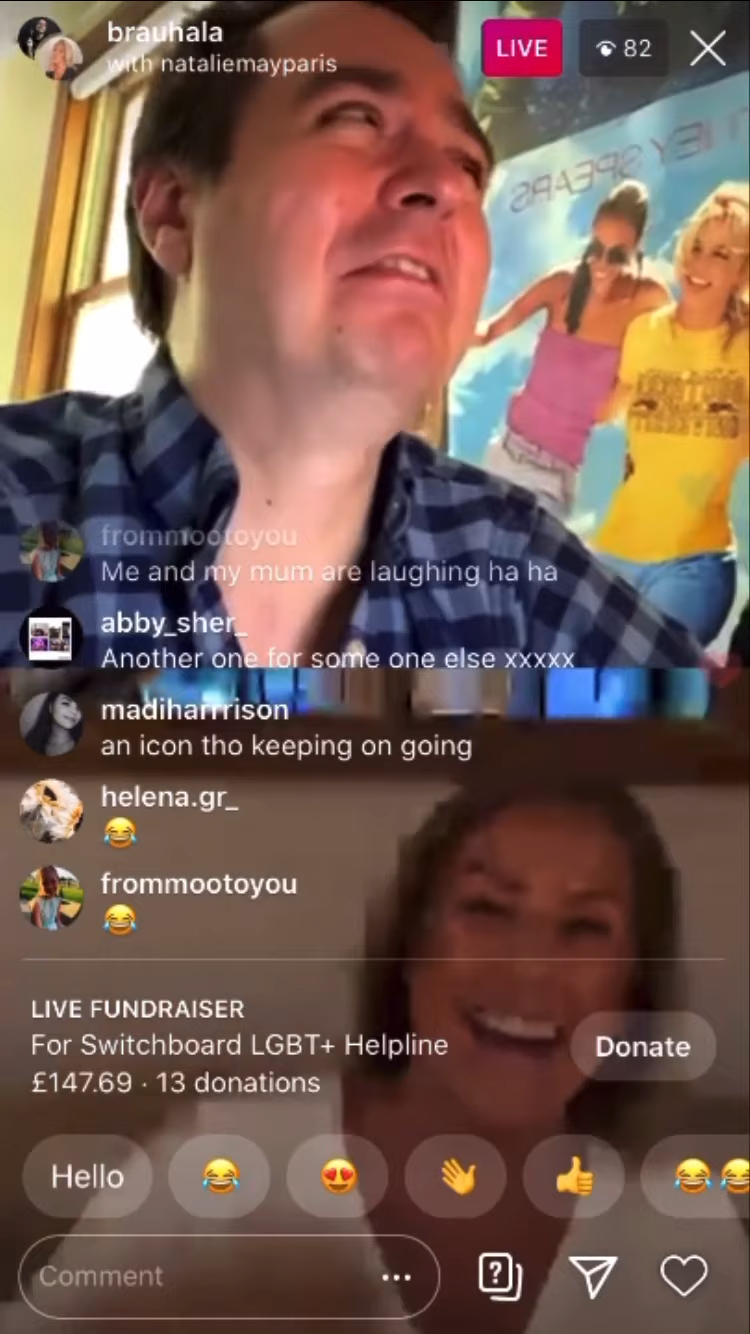 brauhala
with nataliemayparis
LIVE
82
NEY SPEARS
frommootoyou
Me and my mum are laughing ha ha
abby_sher_
Another one for some one else xxxxx
madiharrrison
an icon tho keeping on going
helena.gr_
😂
frommootoyou
😂
LIVE FUNDRAISER
For Switchboard LGBT+ Helpline
£147.69 · 13 donations
Donate
Hello
😂
😍
👋
👍
😂😂
Comment